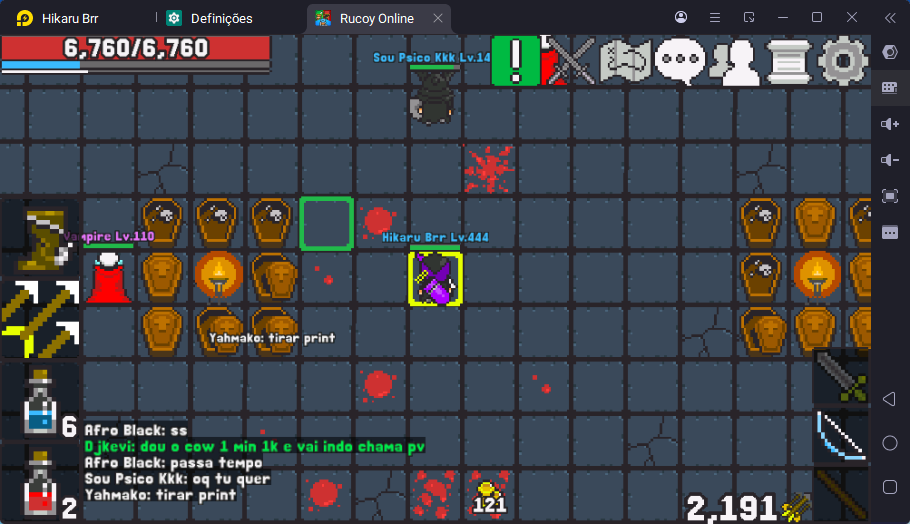 Hikaru Brr
Definições
Rucoy Online
6,760/6,760
Sou Psico Kkk Lv.14
Vampire Lv.110
Hikaru Brr Lv.444
Yahmako: tirar print
6
Afro Black: ss
Djkevi: dou o cow 1 min 1k e vai indo chama pv
Afro Black: passa tempo
Sou Psico Kkk: oq tu quer
Yahmako: tirar print
2
121
2,191